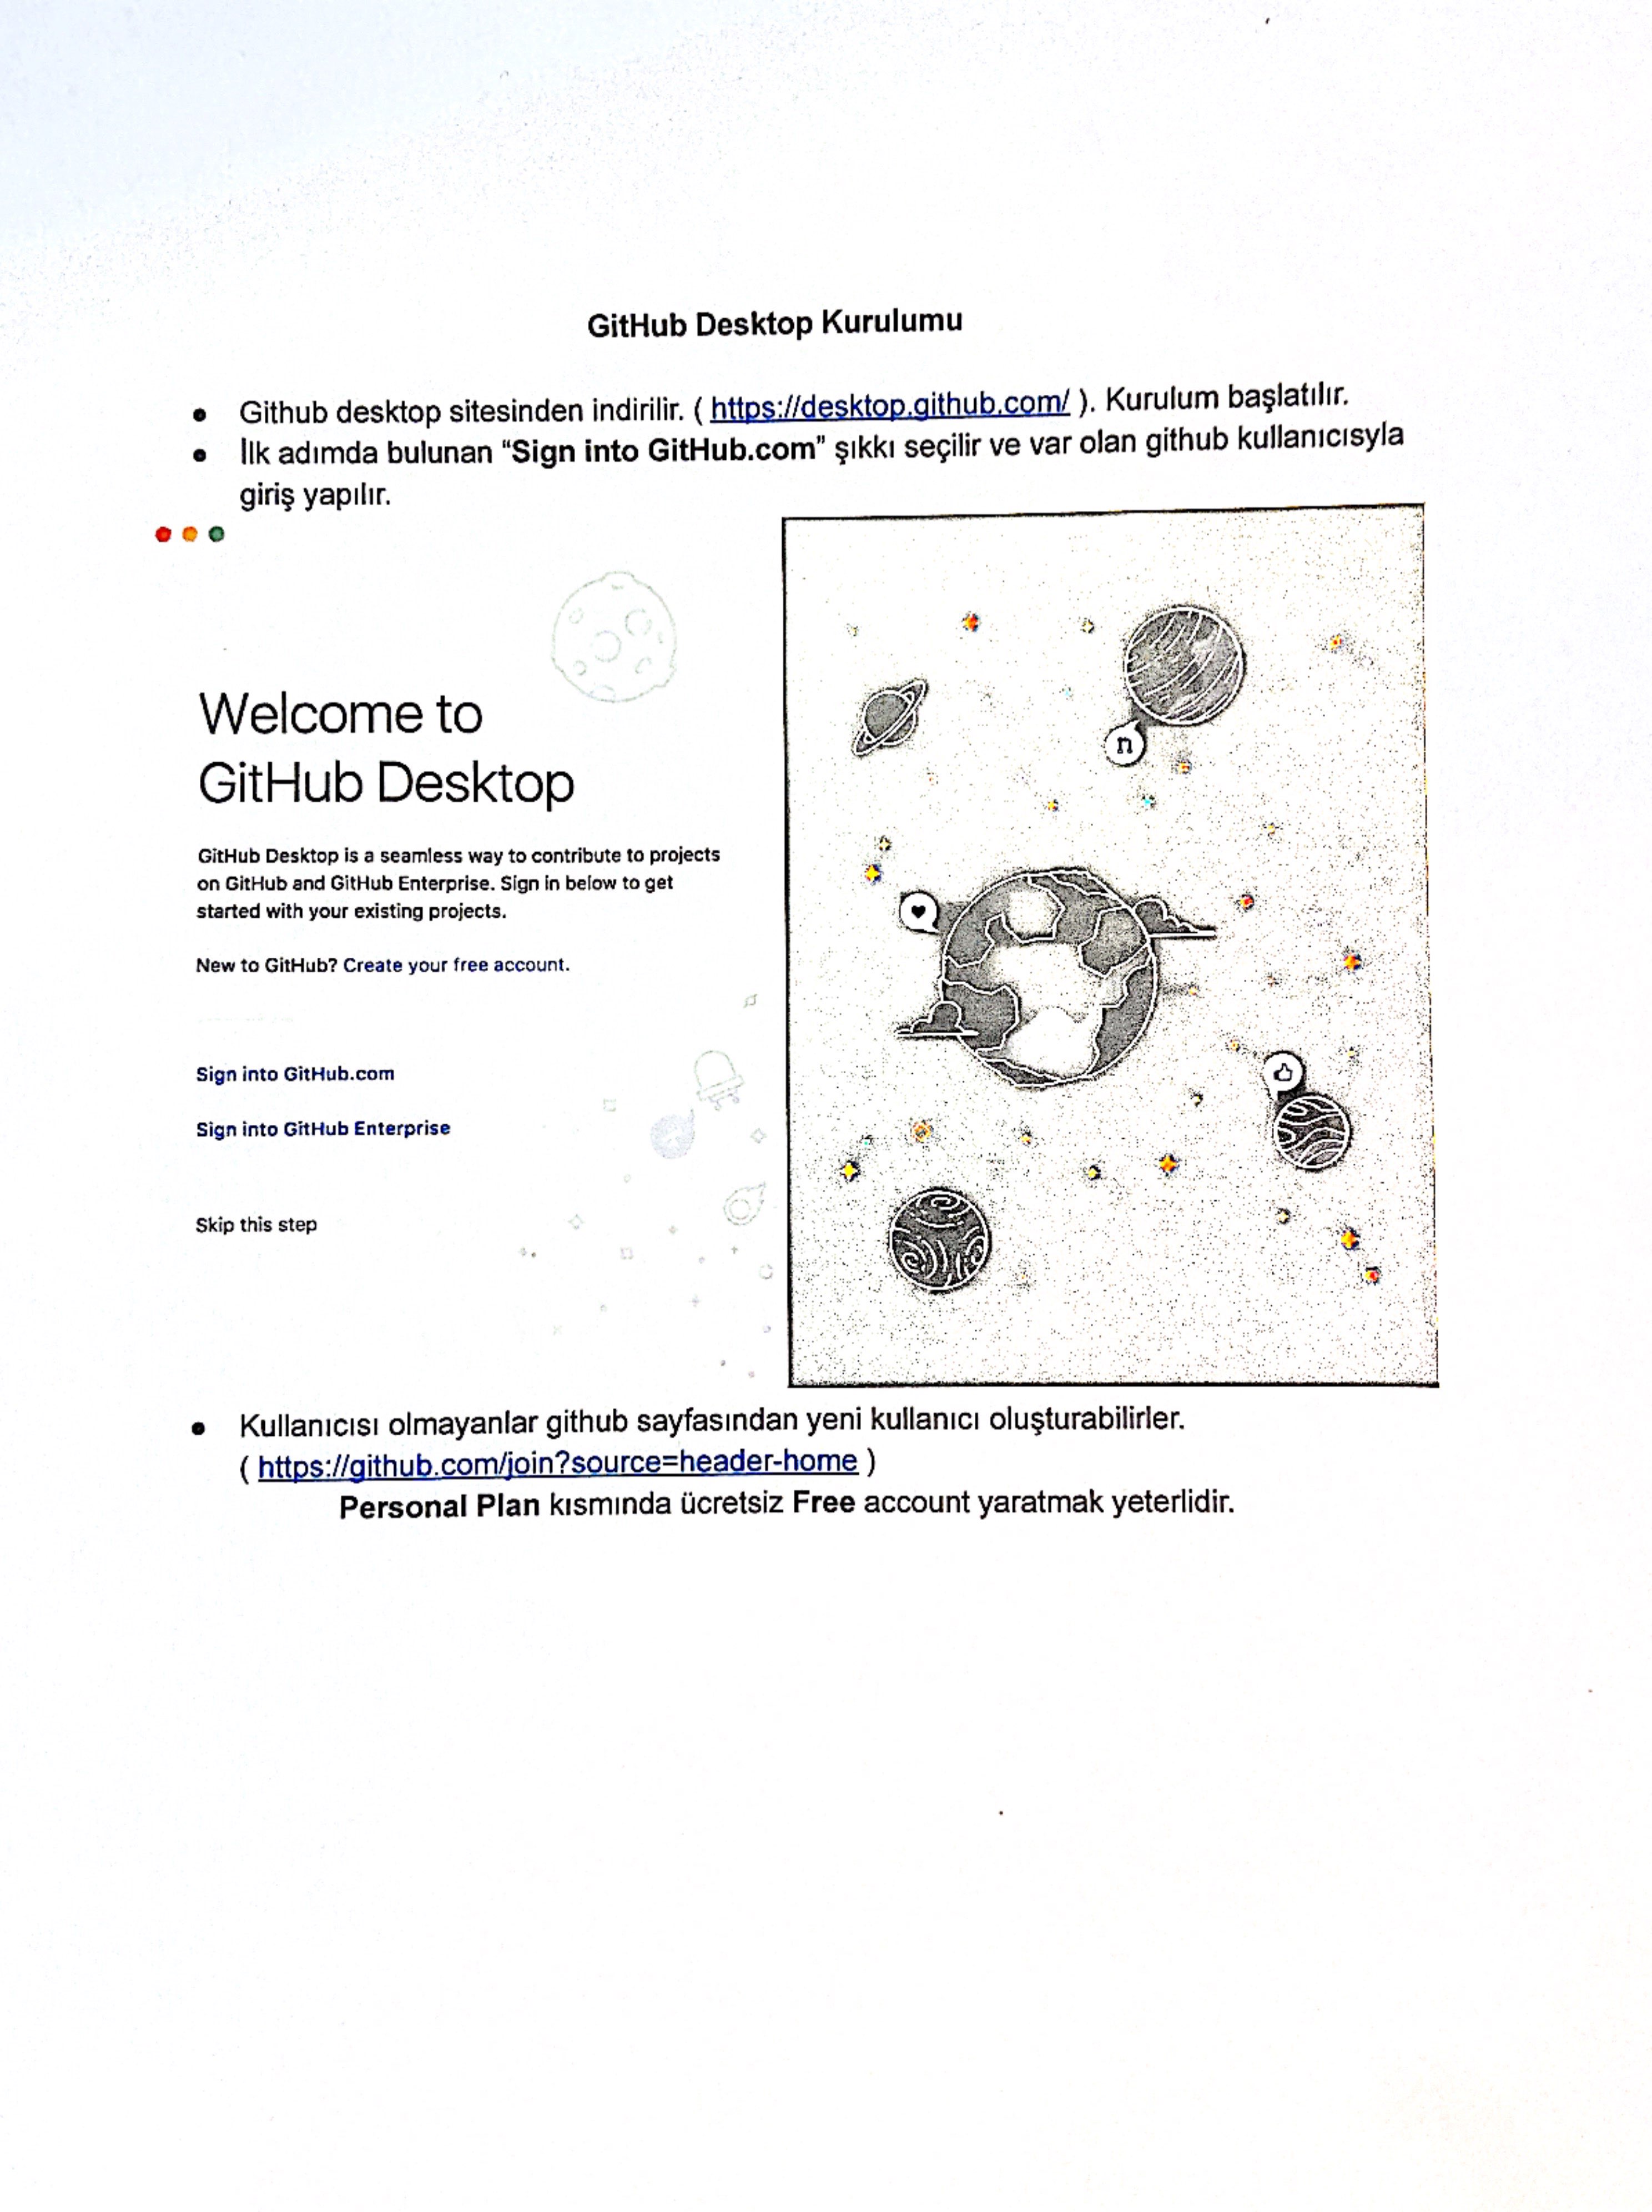 GitHub Desktop Kurulumu
● Github desktop sitesinden indirilir. ( https://desktop.github.com/ ). Kurulum başlatılır.
● İlk adımda bulunan “Sign into GitHub.com” şıkkı seçilir ve var olan github kullanıcısyla
giriş yapılır.
Welcome to
GitHub Desktop
GitHub Desktop is a seamless way to contribute to projects
on GitHub and GitHub Enterprise. Sign in below to get
started with your existing projects.
New to GitHub? Create your free account.
Sign into GitHub.com
Sign into GitHub Enterprise
Skip this step
n
● Kullanıcısı olmayanlar github sayfasından yeni kullanıcı oluşturabilirler.
( https://github.com/join?source=header-home )
Personal Plan kısmında ücretsiz Free account yaratmak yeterlidir.